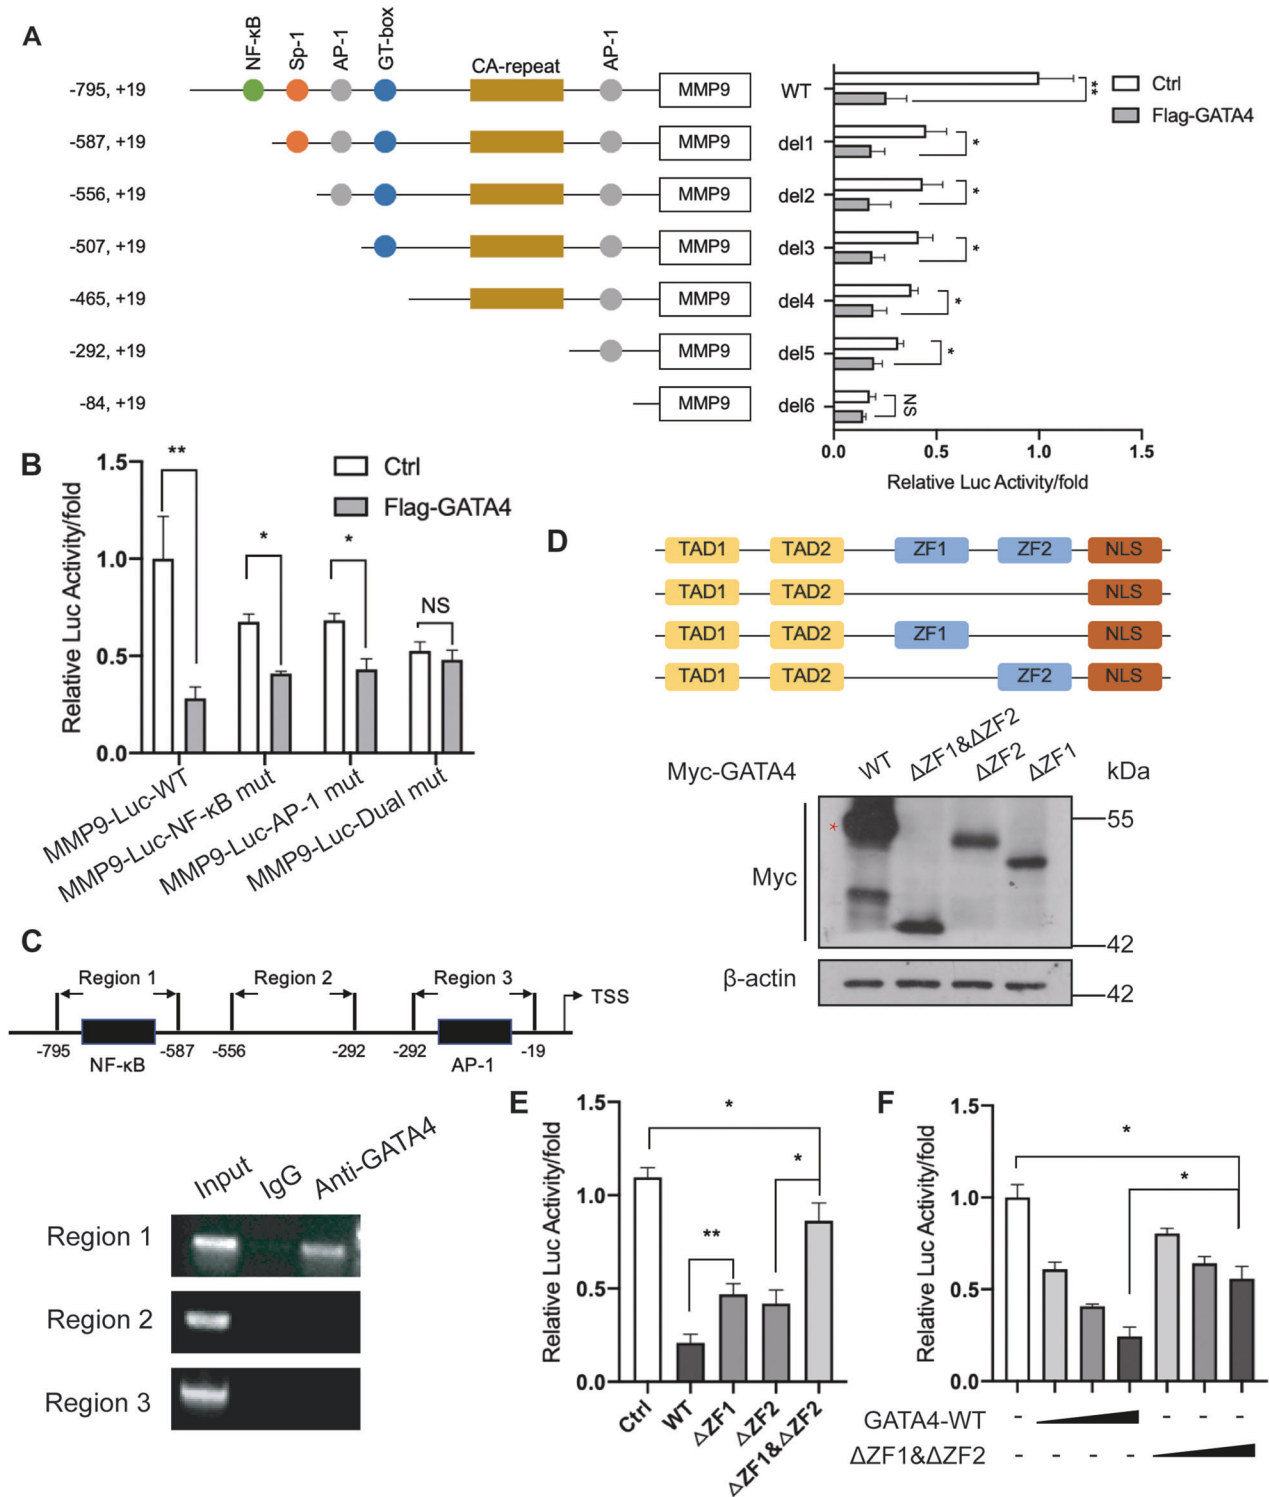 A
NF-κB
Sp-1
AP-1
GT-box
CA-repeat
AP-1
-795, +19
MMP9
-587, +19
MMP9
-556, +19
MMP9
-507, +19
MMP9
-465, +19
MMP9
-292, +19
MMP9
-84, +19
MMP9
WT
**
del1
*
del2
*
del3
*
del4
*
del5
*
del6
NS
0.0 0.5 1.0 1.5
Relative Luc Activity/fold
Ctrl
Flag-GATA4
B
Relative Luc Activity/fold
1.5
1.0
0.5
0.0
**
*
*
NS
Ctrl
Flag-GATA4
MMP9-Luc-WT
MMP9-Luc-NF-κB mut
MMP9-Luc-AP-1 mut
MMP9-Luc-Dual mut
C
Region 1 Region 2 Region 3
TSS
-795 -587 -556 -292 -292 -19
NF-κB AP-1
Input IgG Anti-GATA4
Region 1
Region 2
Region 3
D
TAD1 TAD2 ZF1 ZF2 NLS
TAD1 TAD2 NLS
TAD1 TAD2 ZF1 NLS
TAD1 TAD2 ZF2 NLS
Myc-GATA4 WT ΔZF1&ΔZF2 ΔZF2 ΔZF1 kDa
*
55
Myc
42
β-actin
42
E
Relative Luc Activity/fold
1.5
1.0
0.5
0.0
*
*
**
Ctrl
WT
△ZF1
△ZF2
△ZF1&△ZF2
F
Relative Luc Activity/fold
1.5
1.0
0.5
0.0
*
*
GATA4-WT - - - -
ΔZF1&ΔZF2 - - - -